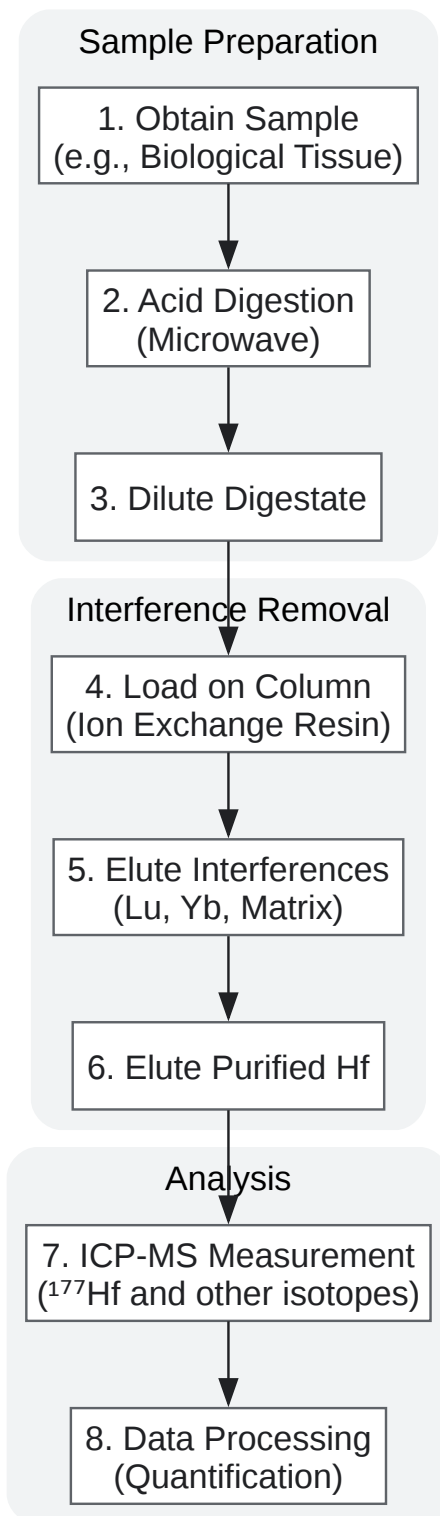 Sample Preparation
1. Obtain Sample
(e.g., Biological Tissue)
2. Acid Digestion
(Microwave)
3. Dilute Digestate
Interference Removal
4. Load on Column
(Ion Exchange Resin)
5. Elute Interferences
(Lu, Yb, Matrix)
6. Elute Purified Hf
Analysis
7. ICP-MS Measurement
(¹⁷⁷Hf and other isotopes)
8. Data Processing
(Quantification)